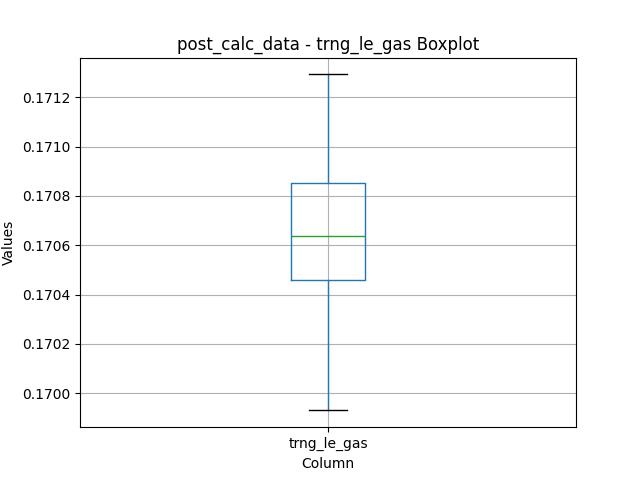 post_calc_data - trng_le_gas Boxplot
Values
0.1712
0.1710
0.1708
0.1706
0.1704
0.1702
0.1700
trng_le_gas
Column